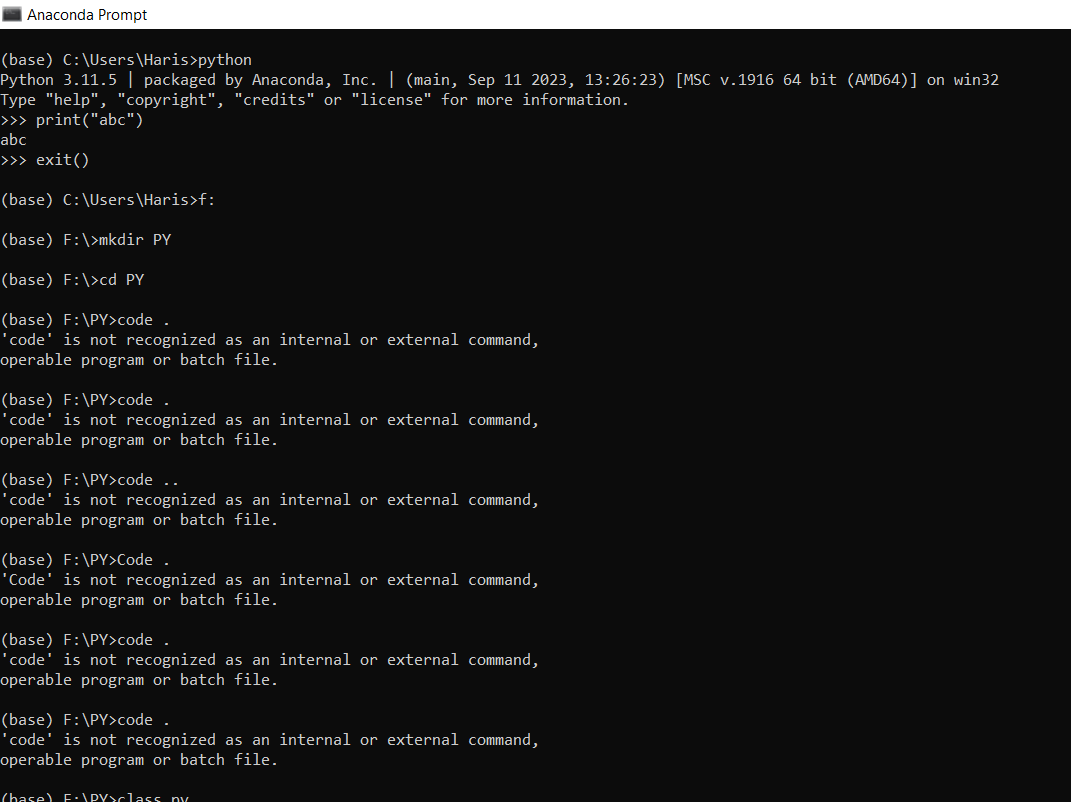 Anaconda Prompt
(base) C:\Users\Haris>python
Python 3.11.5 | packaged by Anaconda, Inc. | (main, Sep 11 2023, 13:26:23) [MSC v.1916 64 bit (AMD64)] on win32
Type "help", "copyright", "credits" or "license" for more information.
>>> print("abc")
abc
>>> exit()
(base) C:\Users\Haris>f:
(base) F:\>mkdir PY
(base) F:\>cd PY
(base) F:\PY>code .
'code' is not recognized as an internal or external command,
operable program or batch file.
(base) F:\PY>code .
'code' is not recognized as an internal or external command,
operable program or batch file.
(base) F:\PY>code ..
'code' is not recognized as an internal or external command,
operable program or batch file.
(base) F:\PY>Code .
'Code' is not recognized as an internal or external command,
operable program or batch file.
(base) F:\PY>code .
'code' is not recognized as an internal or external command,
operable program or batch file.
(base) F:\PY>code .
'code' is not recognized as an internal or external command,
operable program or batch file.
(base) F:\PY>class py